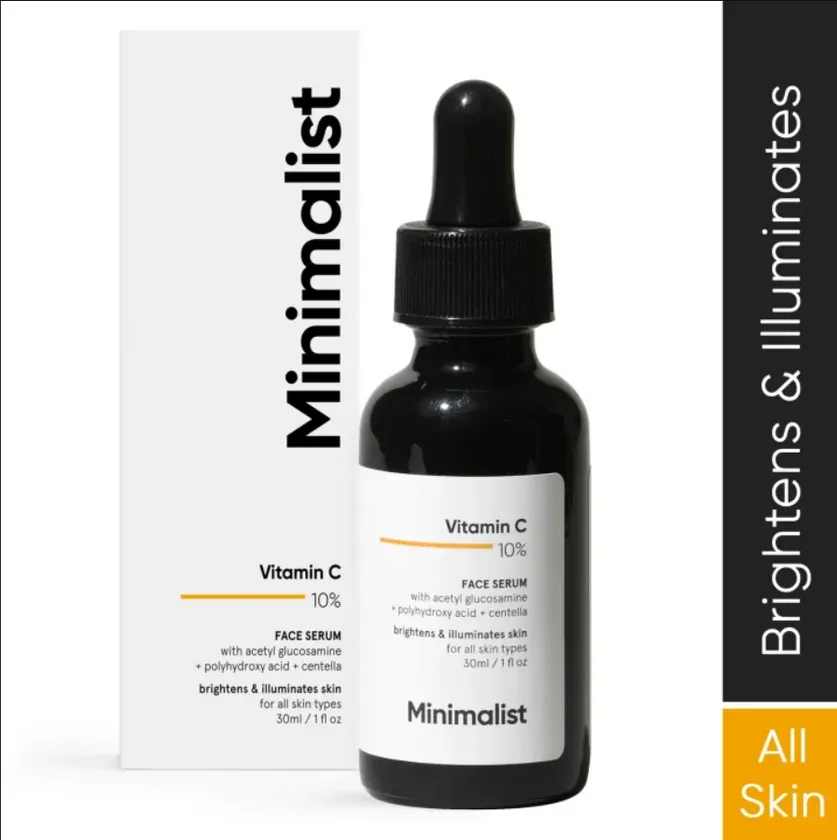 Minimalist
Vitamin C
10%
FACE SERUM
with acetyl glucosamine
+ polyhydroxy acid + centella
brightens & illuminates skin
for all skin types
30ml / 1 fl oz
Vitamin C
10%
FACE SERUM
with acetyl glucosamine
+ polyhydroxy acid + centella
brightens & illuminates skin
for all skin types
30ml / 1 fl oz
Minimalist
Brightens & Illuminates
All
Skin